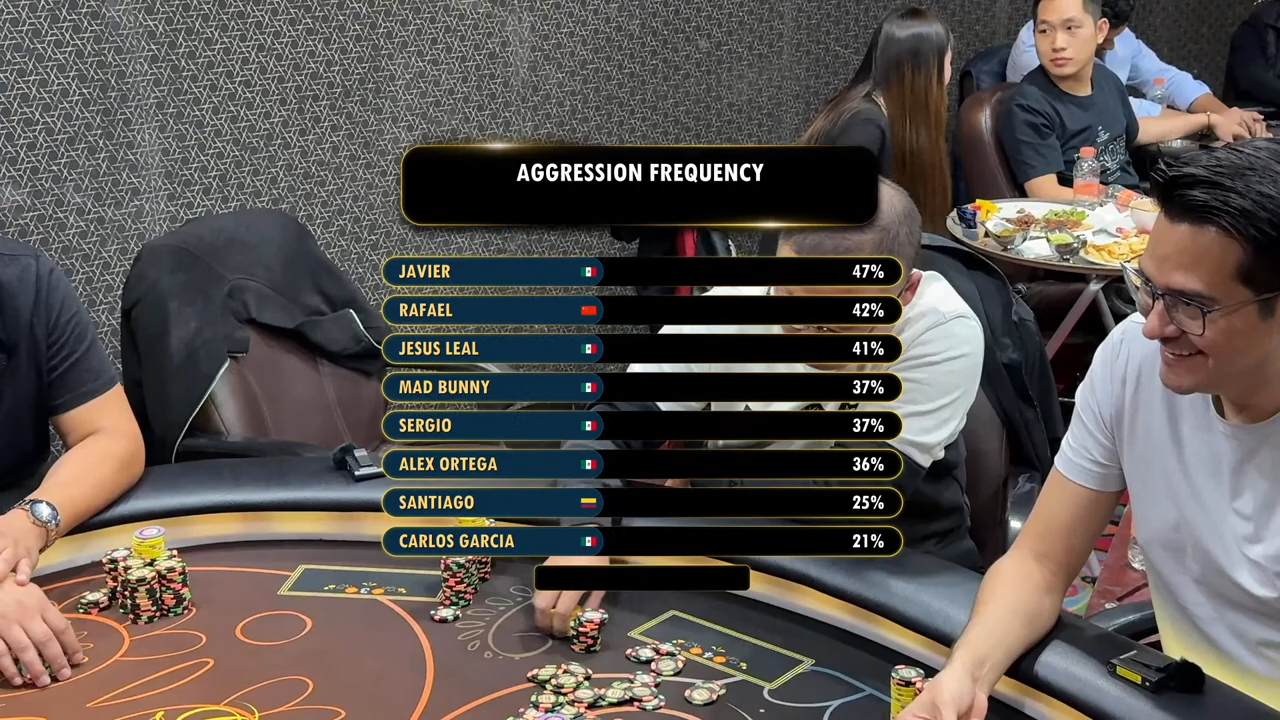 AGGRESSION FREQUENCY
JAVIER 47%
RAFAEL 42%
JESUS LEAL 41%
MAD BUNNY 37%
SERGIO 37%
ALEX ORTEGA 36%
SANTIAGO 25%
CARLOS GARCIA 21%